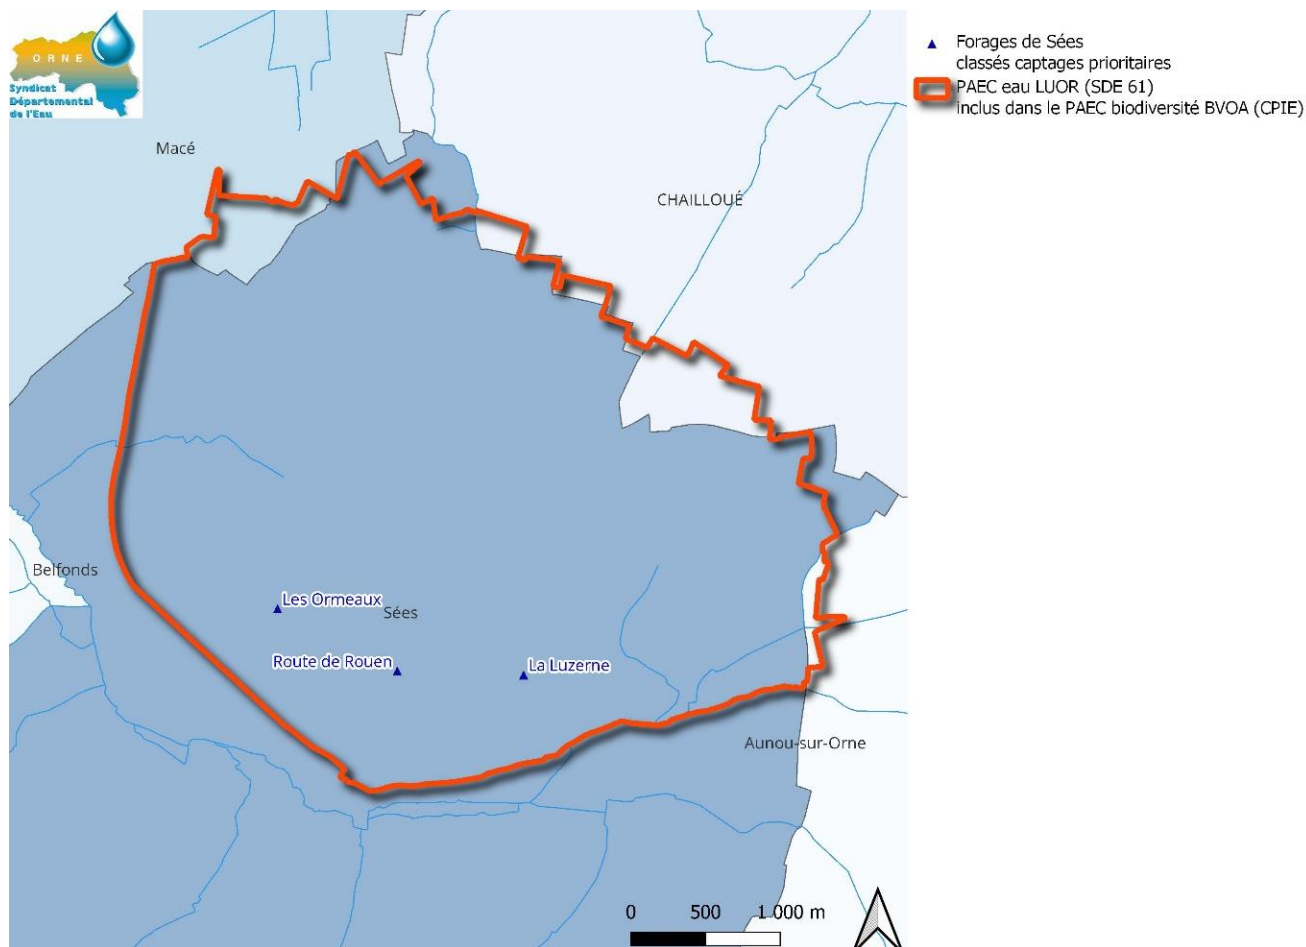 ORNE
Syndicat
Départemental
de l'Eau
Forages de Sées
classés captages prioritaires
PAEC eau LUOR (SDE 61)
inclus dans le PAEC biodiversité BVOA (CPIE)
Macé
CHAILLOUÉ
Belfonds
Les Ormeaux
Sées
Route de Rouen
La Luzerne
Aunou-sur-Orne
0 500 1 000 m